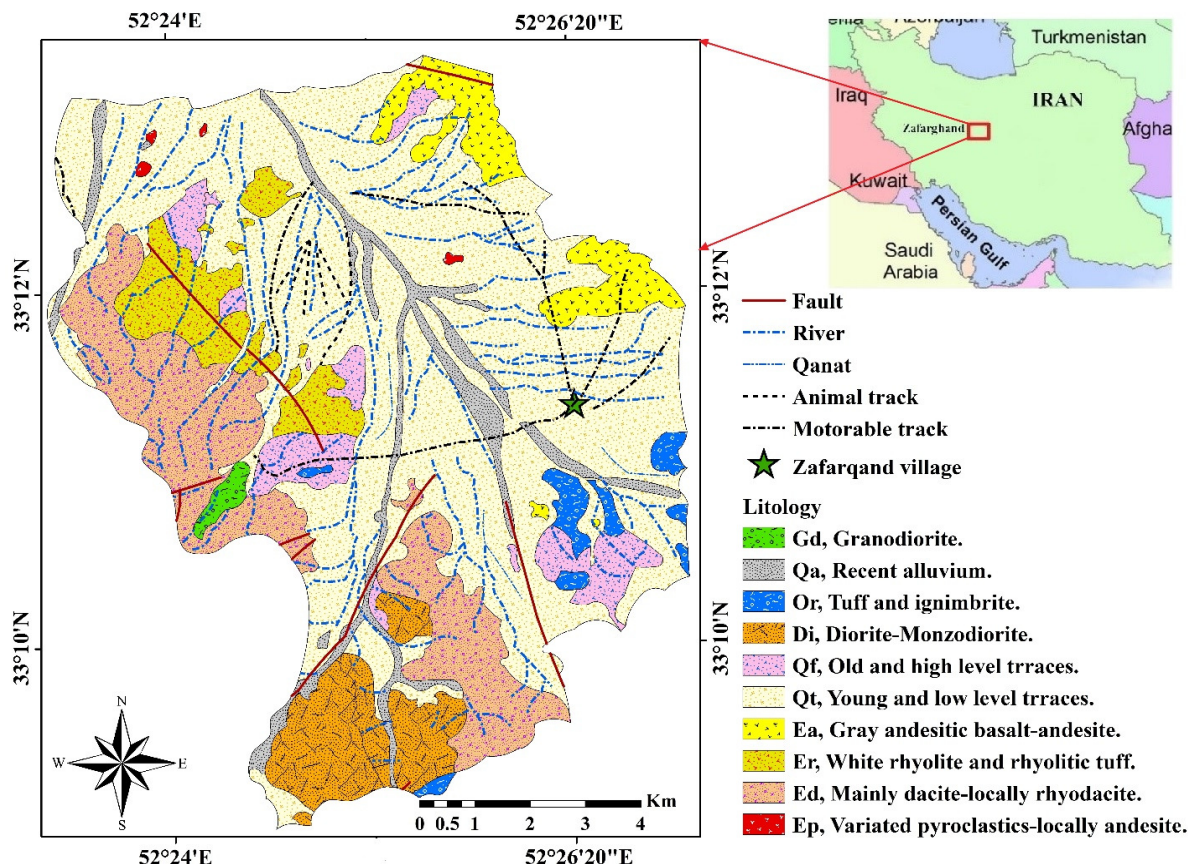 52°24'E
52°26'20"E
33°12'N
33°10'N
33°12'N
33°10'N
52°24'E
52°26'20"E
N
W
E
S
Km
0 0.5 1 2 3 4
Azerbaijan
Turkmenistan
Iraq
IRAN
Zafarghand
Afgha
Kuwait
Persian Gulf
Saudi
Arabia
Fault
River
Qanat
Animal track
Motorable track
Zafarqand village
Litology
Gd, Granodiorite.
Qa, Recent alluvium.
Or, Tuff and ignimbrite.
Di, Diorite-Monzodiorite.
Qf, Old and high level trraces.
Qt, Young and low level trraces.
Ea, Gray andesitic basalt-andesite.
Er, White rhyolite and rhyolitic tuff.
Ed, Mainly dacite-locally rhyodacite.
Ep, Variated pyroclastics-locally andesite.